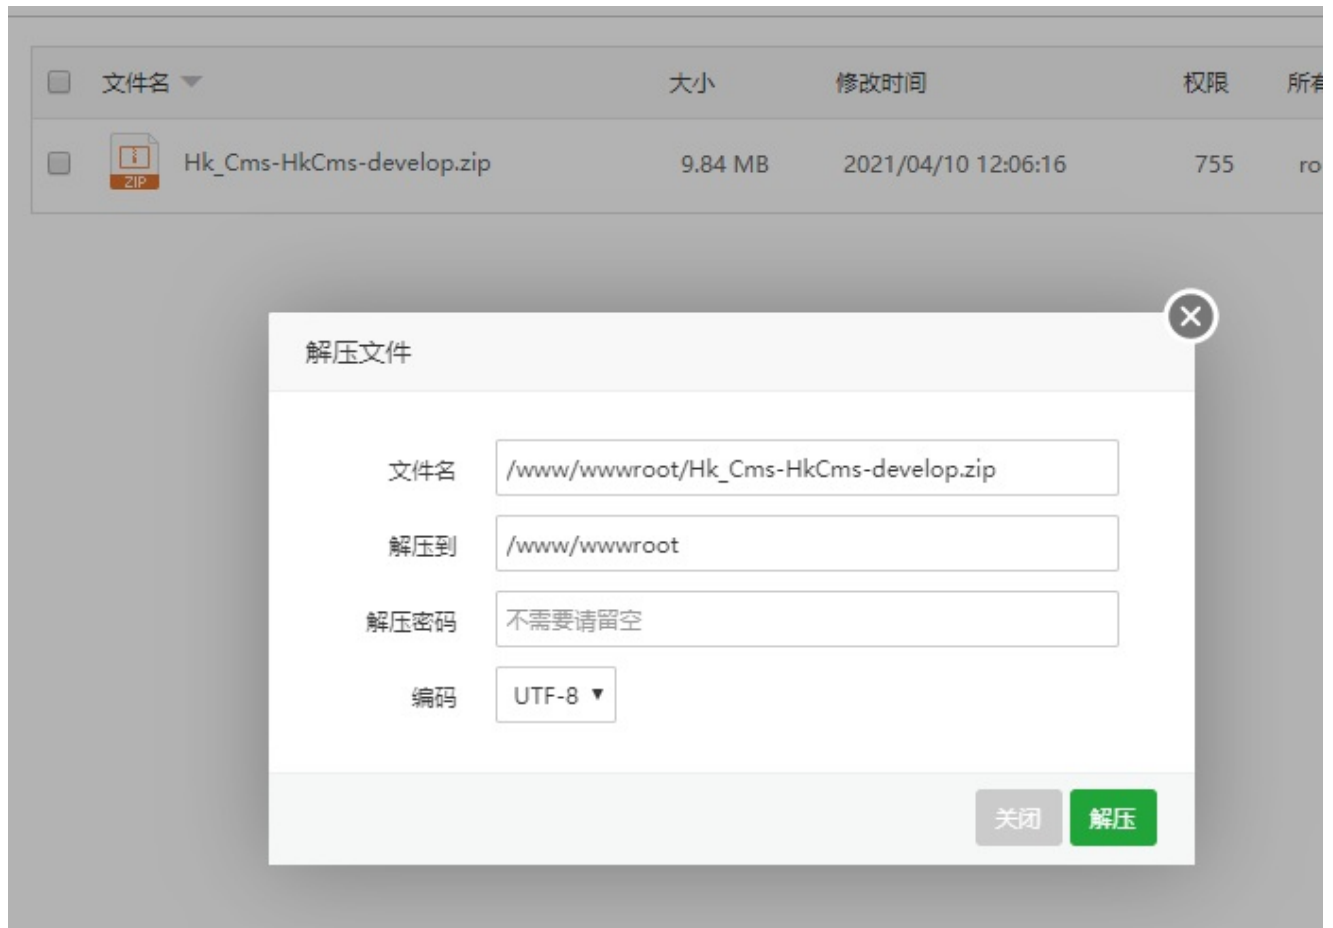 文件名 大小 修改时间 权限 所有
ZIP Hk_Cms-HkCms-develop.zip 9.84 MB 2021/04/10 12:06:16 755 ro
解压文件
文件名 /www/wwwroot/Hk_Cms-HkCms-develop.zip
解压到 /www/wwwroot
解压密码 不需要请留空
编码 UTF-8
关闭 解压